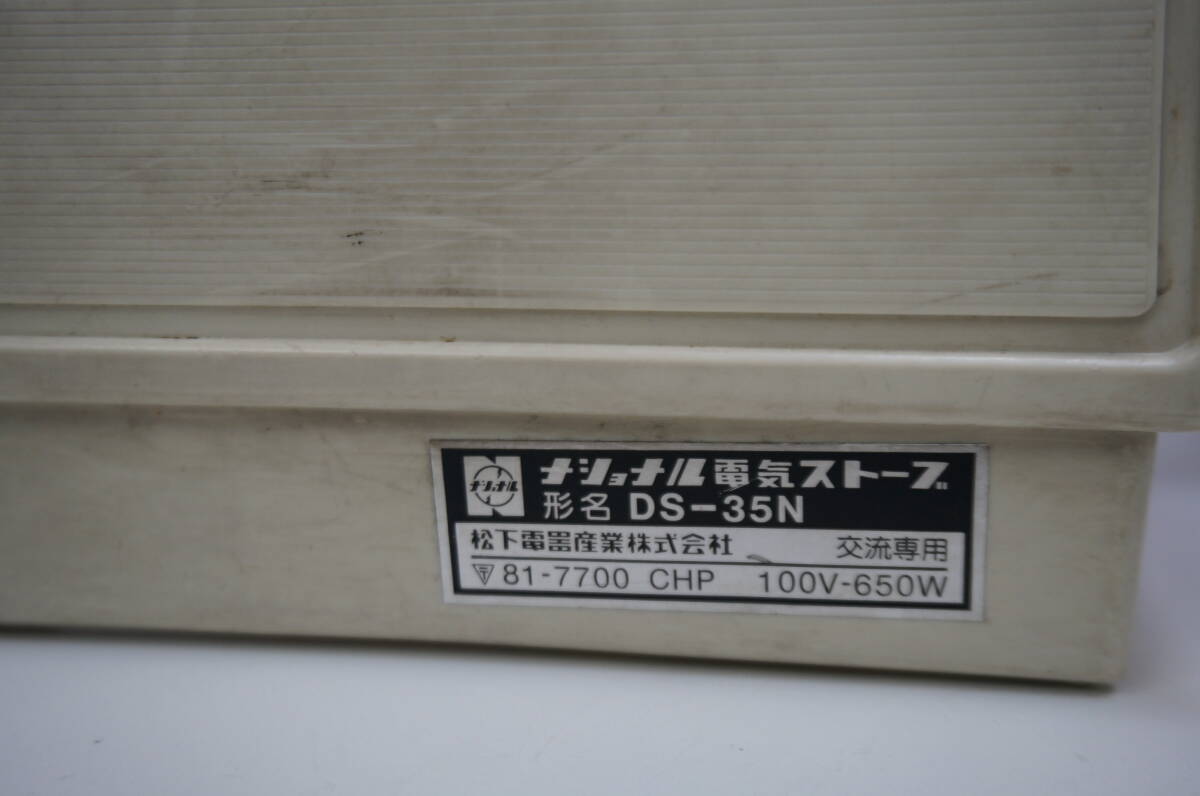 ナショナル
ナショナル電気ストーブ
形名 DS-35N
松下電器産業株式会社 交流専用
〒 81-7700 CHP 100V-650W